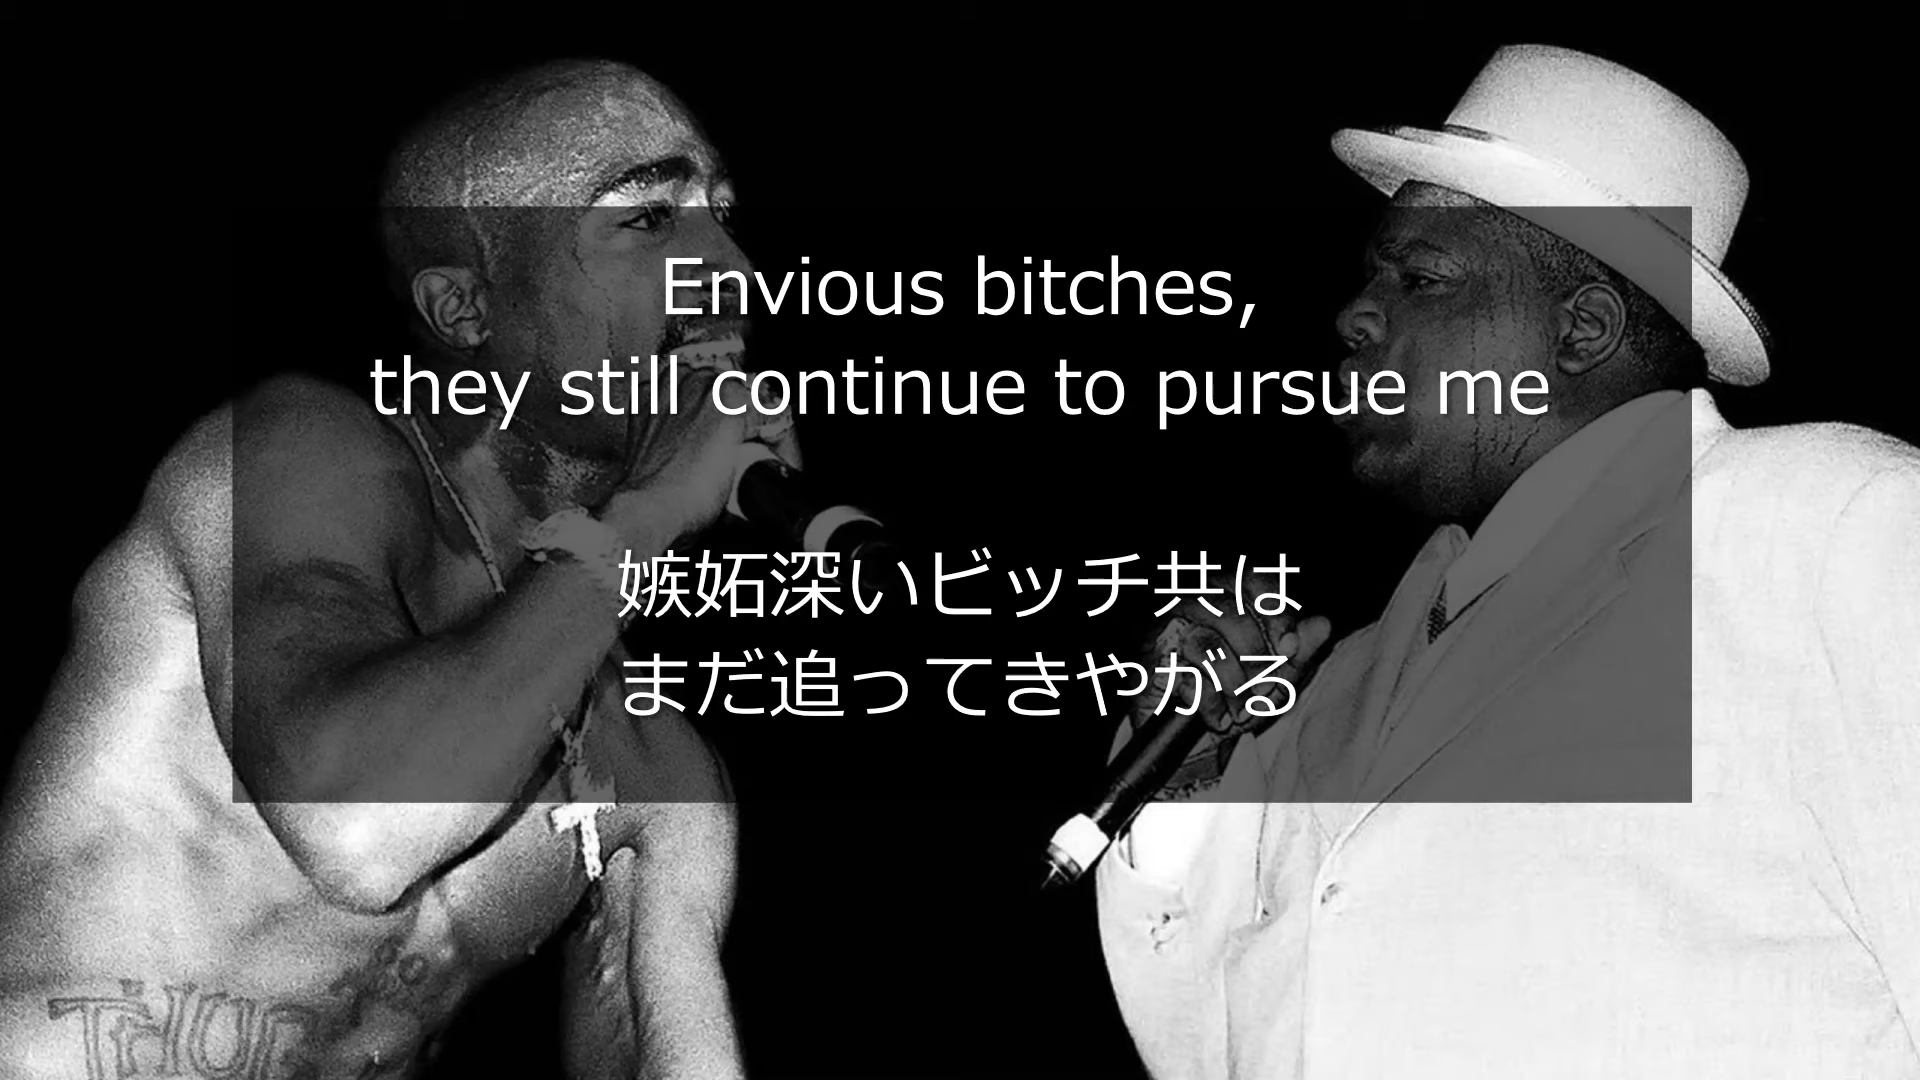 Envious bitches,
they still continue to pursue me
嫉妬深いビッチ共は
まだ追ってきやがる
THUG